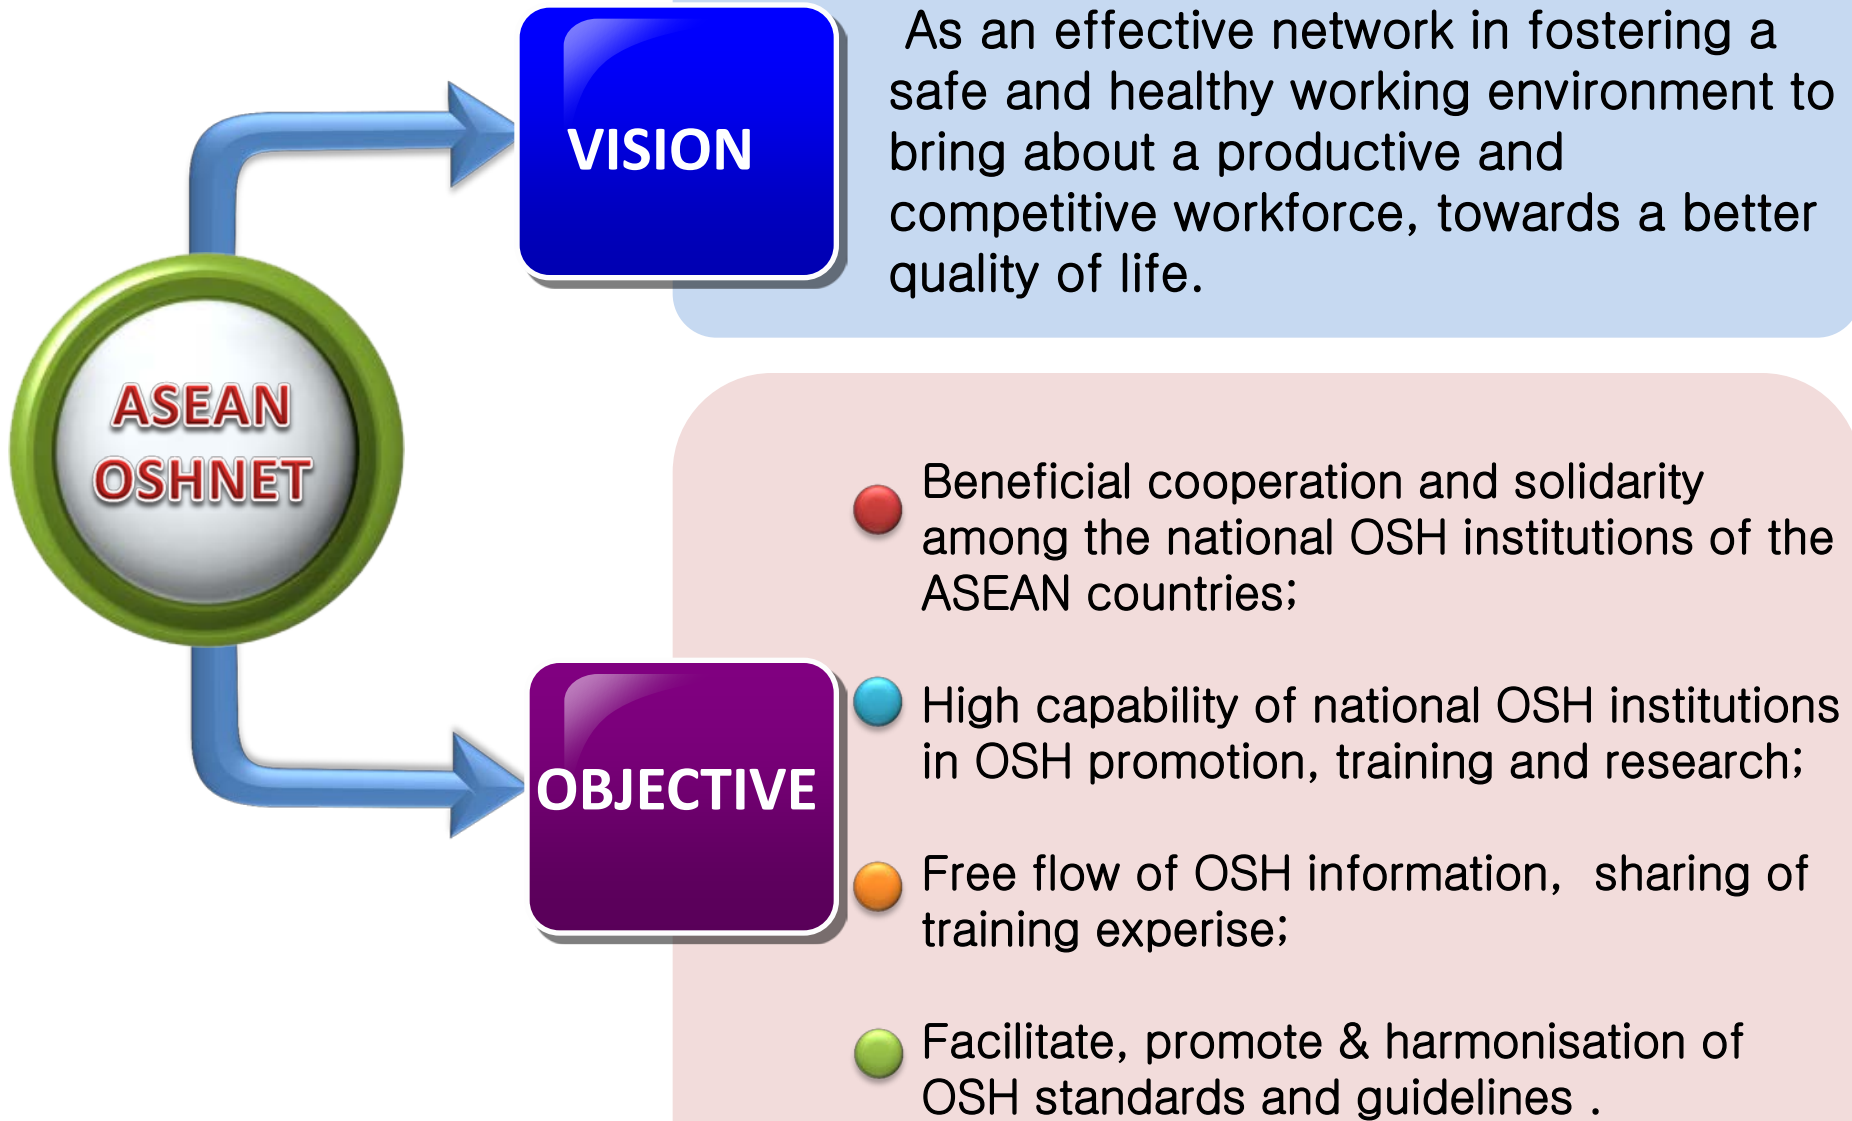 ASEAN
OSHNET
VISION
As an effective network in fostering a
safe and healthy working environment to
bring about a productive and
competitive workforce, towards a better
quality of life.
OBJECTIVE
Beneficial cooperation and solidarity
among the national OSH institutions of the
ASEAN countries;
High capability of national OSH institutions
in OSH promotion, training and research;
Free flow of OSH information, sharing of
training experise;
Facilitate, promote & harmonisation of
OSH standards and guidelines .